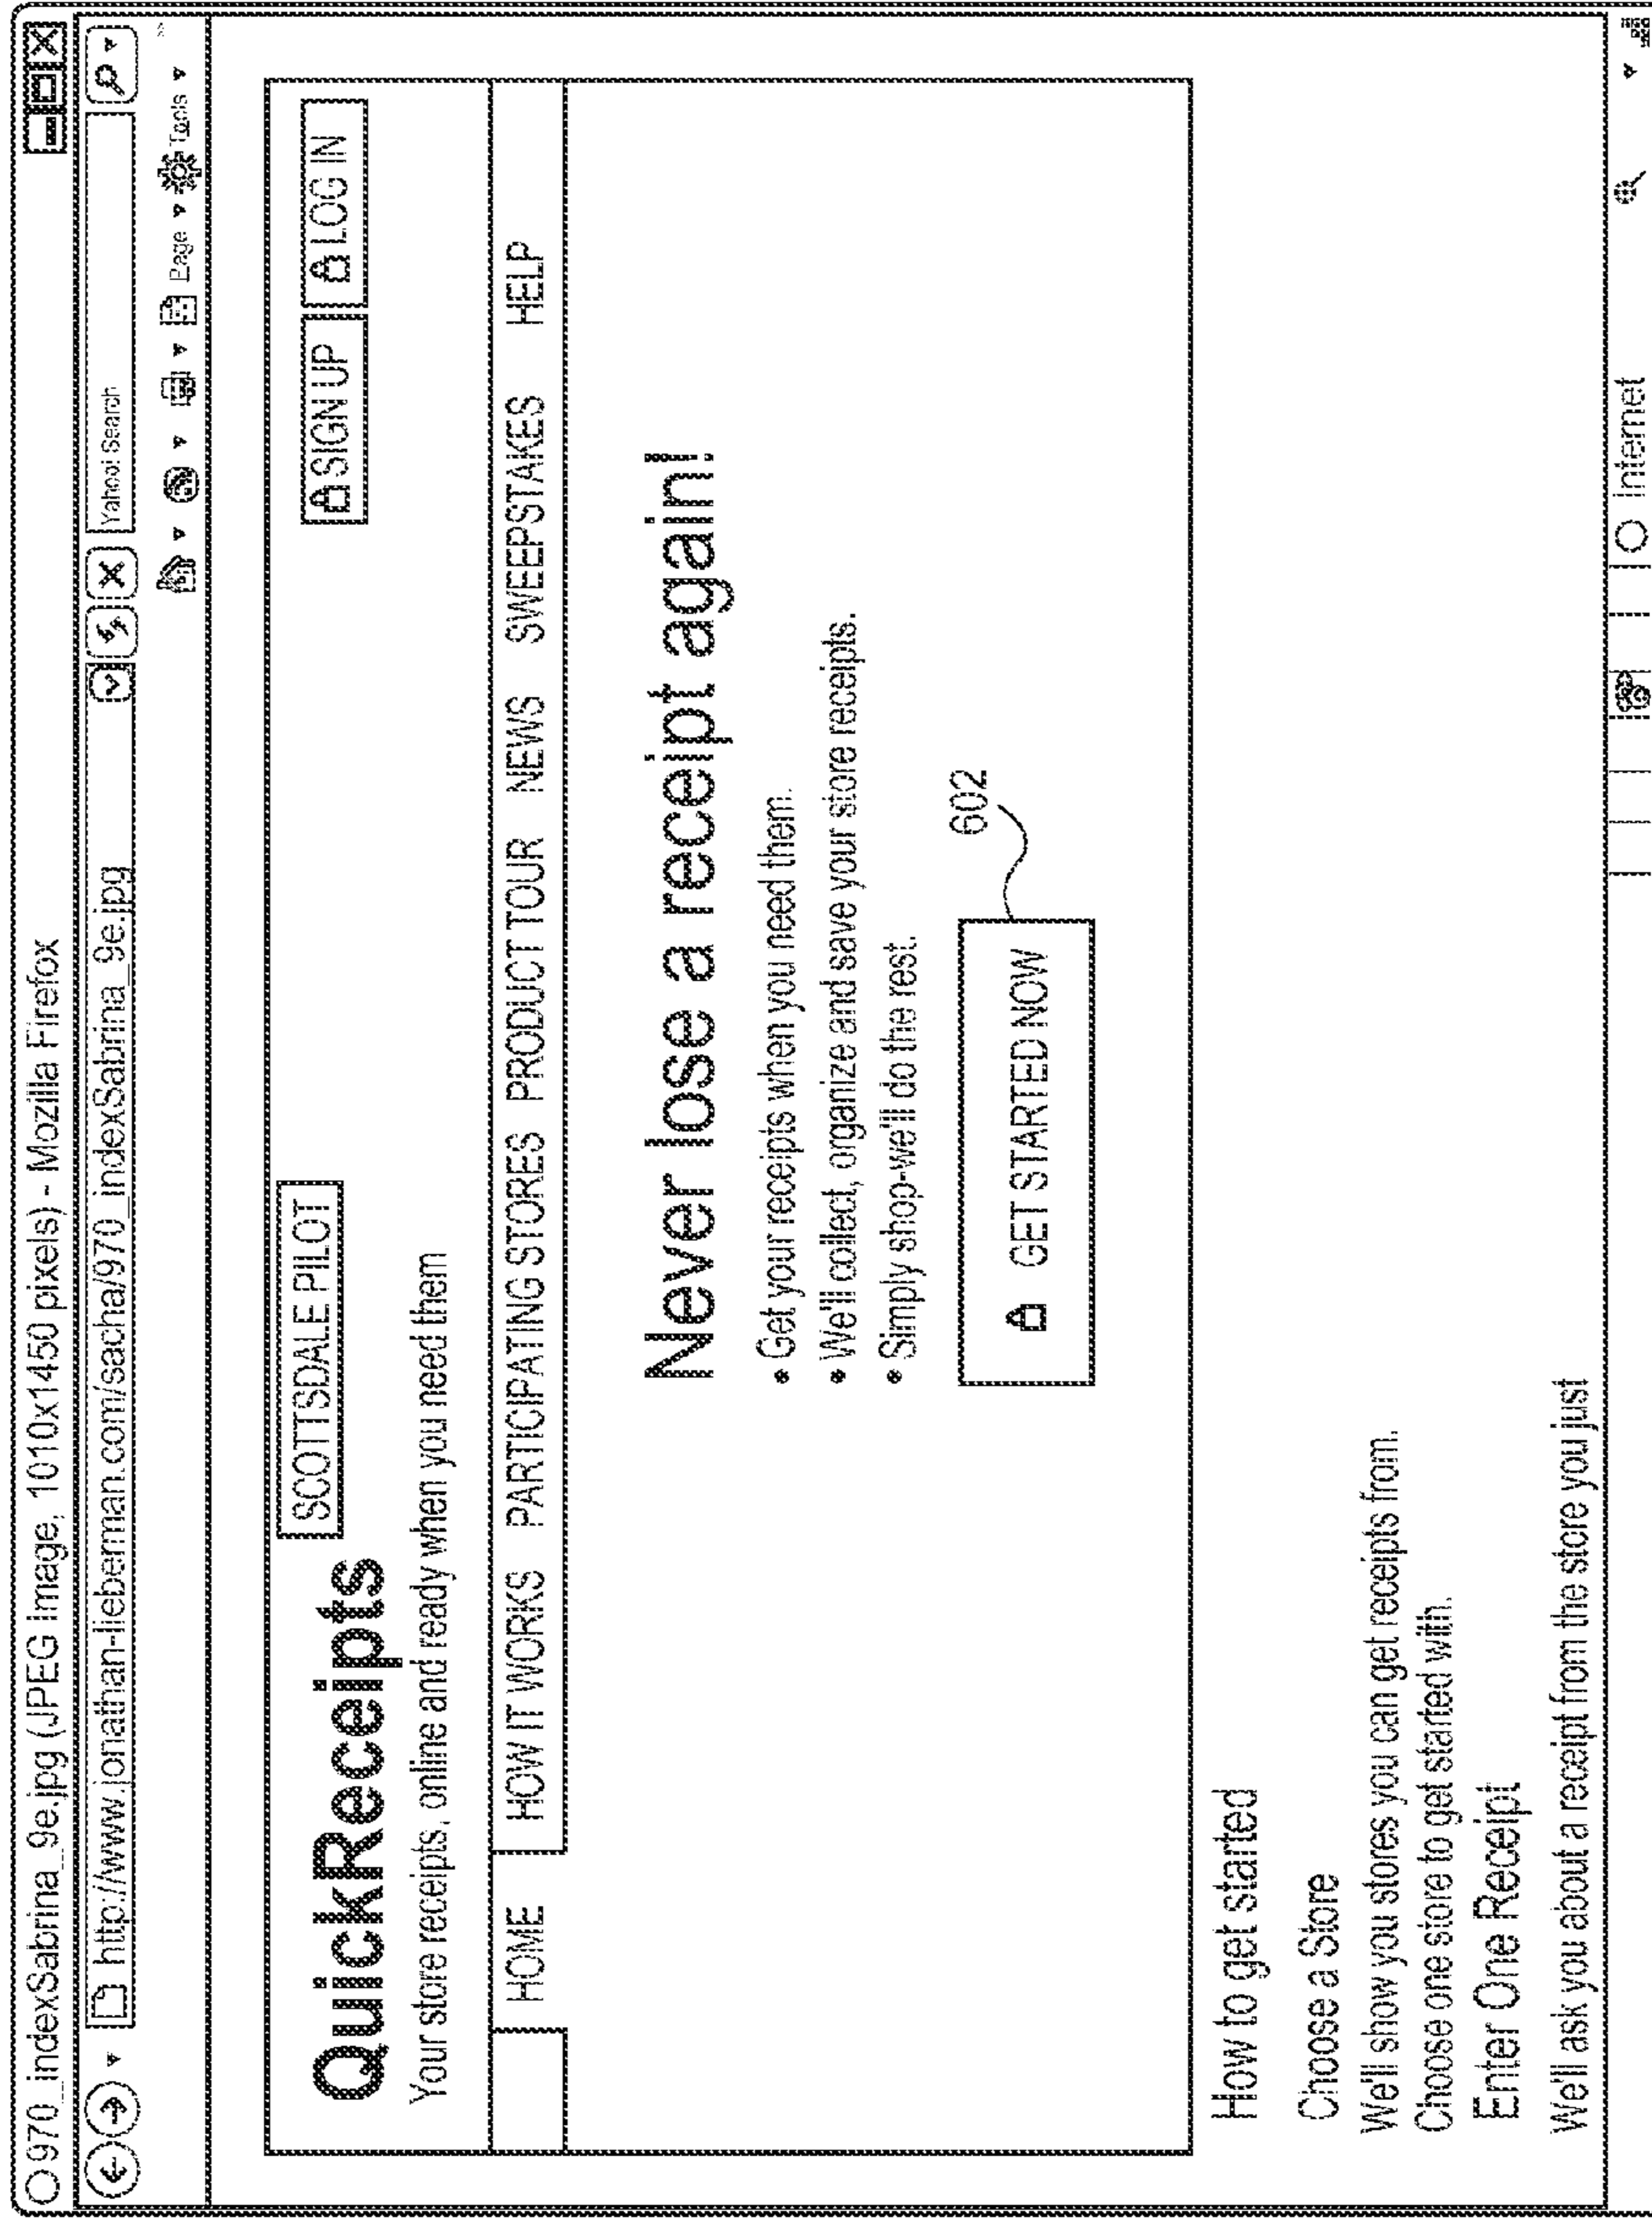 970_indexSabrina_9e.jpg (JPEG Image, 1010x1450 pixels) - Mozilla Firefox
http://www.jonathan-lieberman.com/sacha/970_indexSabrina_9e.jpg
Yahoo! Search
Page Tools
QuickReceipts
SCOTTSDALE PILOT
SIGN UP
LOG IN
Your store receipts, online and ready when you need them
HOME HOW IT WORKS PARTICIPATING STORES PRODUCT TOUR NEWS SWEEPSTAKES HELP
Never lose a receipt again!
• Get your receipts when you need them.
• We'll collect, organize and save your store receipts.
• Simply shop-we'll do the rest.
602
GET STARTED NOW
How to get started
Choose a Store
We'll show you stores you can get receipts from.
Choose one store to get started with.
Enter One Receipt
We'll ask you about a receipt from the store you just
Internet